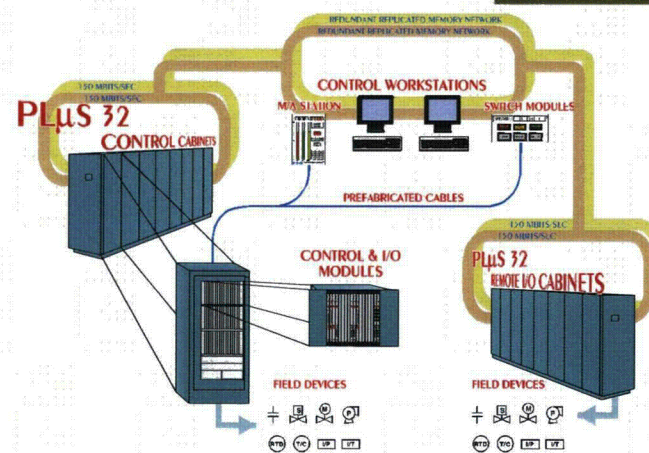 REDUNDANT REPLICATED MEMORY NETWORK
REDUNDANT REPLICATED MEMORY NETWORK
150 MBITS/SEC
150 MBITS/SEC
PLµS 32
CONTROL CABINETS
CONTROL WORKSTATIONS
M/A STATION
SWITCH MODULES
PREFABRICATED CABLES
150 MBITS/SEC
150 MBITS/SEC
PLµS 32
REMOTE I/O CABINETS
CONTROL & I/O
MODULES
FIELD DEVICES
S M P
RTD T/C I/P I/T
FIELD DEVICES
S M P
RTD T/C I/P I/T